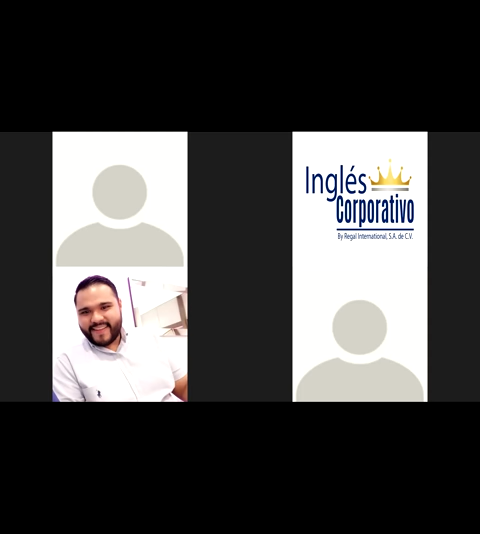 Inglés
Corporativo
By Regal International, S.A. de C.V.